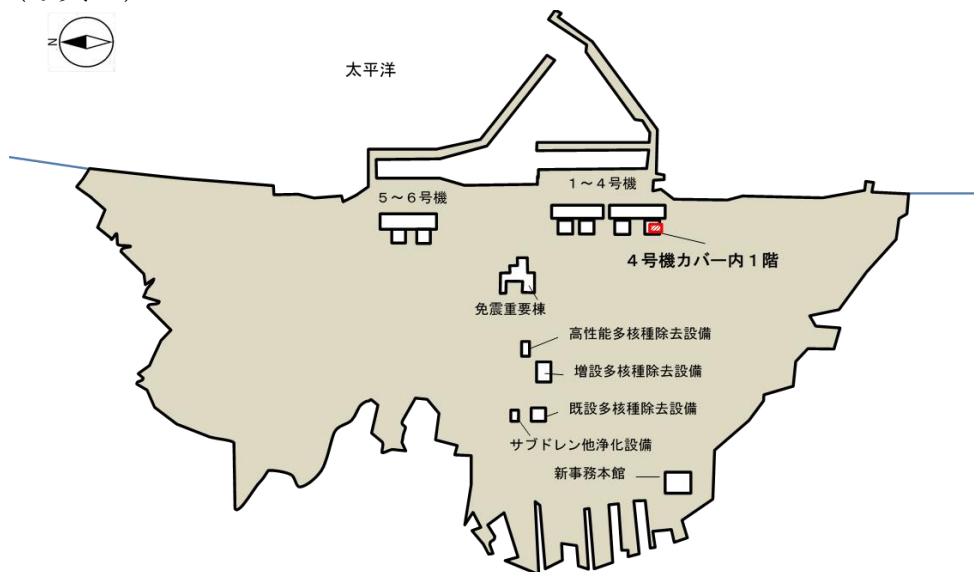 N
太平洋
1~4号機
5~6号機
4号機カバー内1階
免震重要棟
高性能多核種除去設備
増設多核種除去設備
既設多核種除去設備
サブドレン他浄化設備
新事務本館